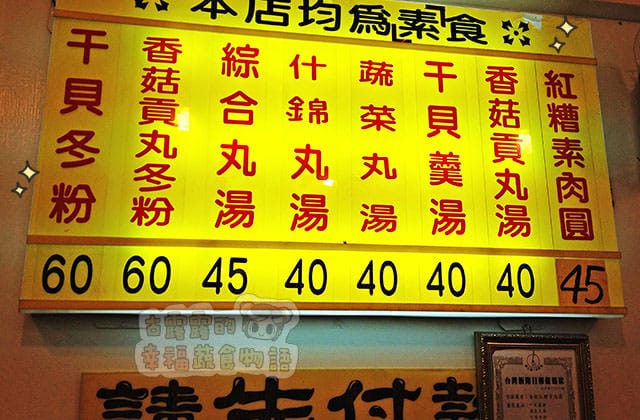 本店均為素食
紅糟素肉圓
45
香菇貢丸湯
40
干貝羹湯
40
蔬菜丸湯
40
什錦丸湯
40
綜合丸湯
45
香菇貢丸冬粉
60
干貝冬粉
60
古露露的
幸福蔬食物語
請先付款